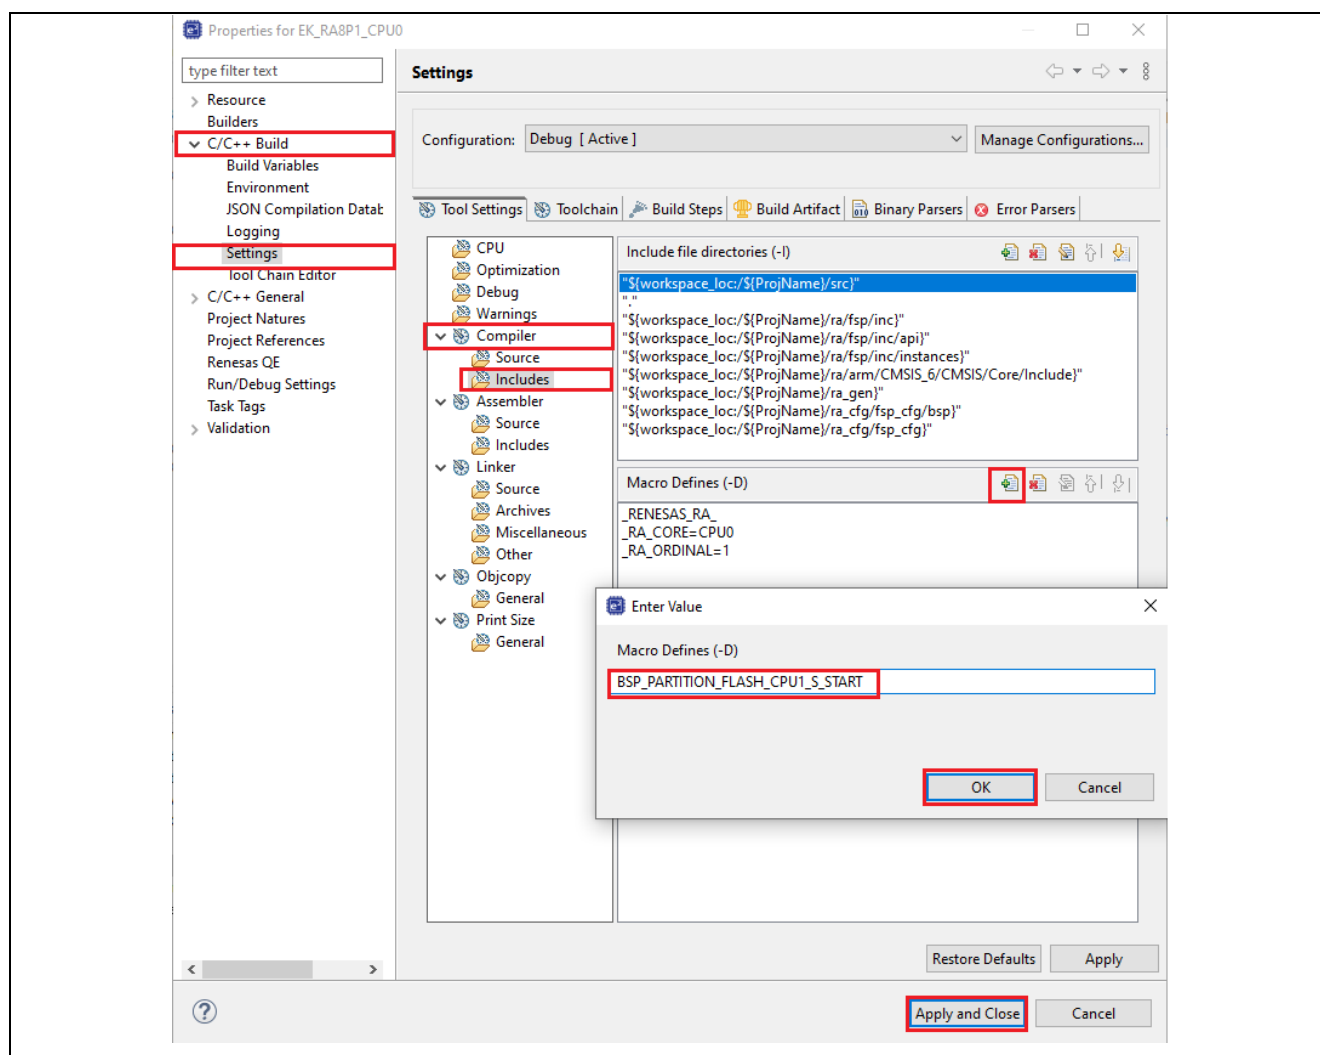 Properties for EK_RA8P1_CPU0
type filter text
Resource
Builders
C/C++ Build
Build Variables
Environment
JSON Compilation Datab
Logging
Settings
Tool Chain Editor
C/C++ General
Project Natures
Project References
Renesas QE
Run/Debug Settings
Task Tags
Validation
Settings
Configuration: Debug [ Active ] Manage Configurations...
Tool Settings Toolchain Build Steps Build Artifact Binary Parsers Error Parsers
CPU
Optimization
Debug
Warnings
Compiler
Source
Includes
Assembler
Source
Includes
Linker
Source
Archives
Miscellaneous
Other
Objcopy
General
Print Size
General
Include file directories (-I)
"${workspace_loc:/${ProjName}/src}"
"."
"${workspace_loc:/${ProjName}/ra/fsp/inc}"
"${workspace_loc:/${ProjName}/ra/fsp/inc/api}"
"${workspace_loc:/${ProjName}/ra/fsp/inc/instances}"
"${workspace_loc:/${ProjName}/ra/arm/CMSIS_6/CMSIS/Core/Include}"
"${workspace_loc:/${ProjName}/ra_gen}"
"${workspace_loc:/${ProjName}/ra_cfg/fsp_cfg/bsp}"
"${workspace_loc:/${ProjName}/ra_cfg/fsp_cfg}"
Macro Defines (-D)
_RENESAS_RA_
_RA_CORE=CPU0
_RA_ORDINAL=1
Enter Value
Macro Defines (-D)
BSP_PARTITION_FLASH_CPU1_S_START
OK Cancel
Restore Defaults Apply
Apply and Close Cancel